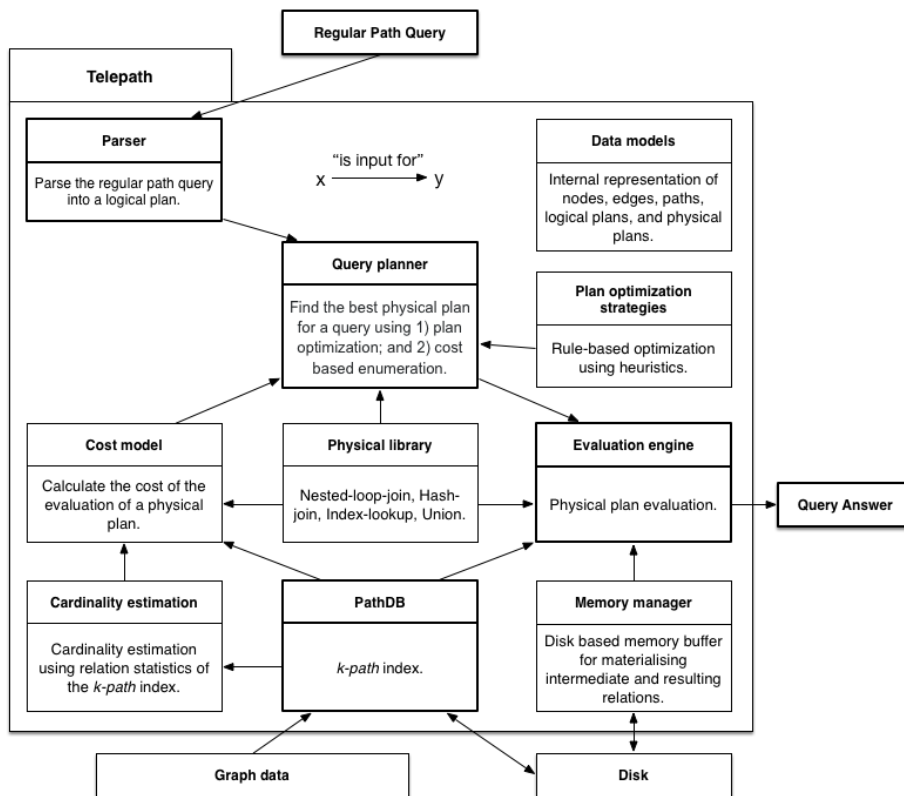 Regular Path Query
Telepath
Parser
Parse the regular path query
into a logical plan.
“is input for”
x
y
Data models
Internal representation of
nodes, edges, paths,
logical plans, and physical
plans.
Query planner
Find the best physical plan
for a query using 1) plan
optimization; and 2) cost
based enumeration.
Plan optimization
strategies
Rule-based optimization
using heuristics.
Cost model
Calculate the cost of the
evaluation of a physical
plan.
Physical library
Nested-loop-join, Hash-
join, Index-lookup, Union.
Evaluation engine
Physical plan evaluation.
Query Answer
Cardinality estimation
Cardinality estimation
using relation statistics of
the k-path index.
PathDB
k-path index.
Memory manager
Disk based memory buffer
for materialising
intermediate and resulting
relations.
Graph data
Disk